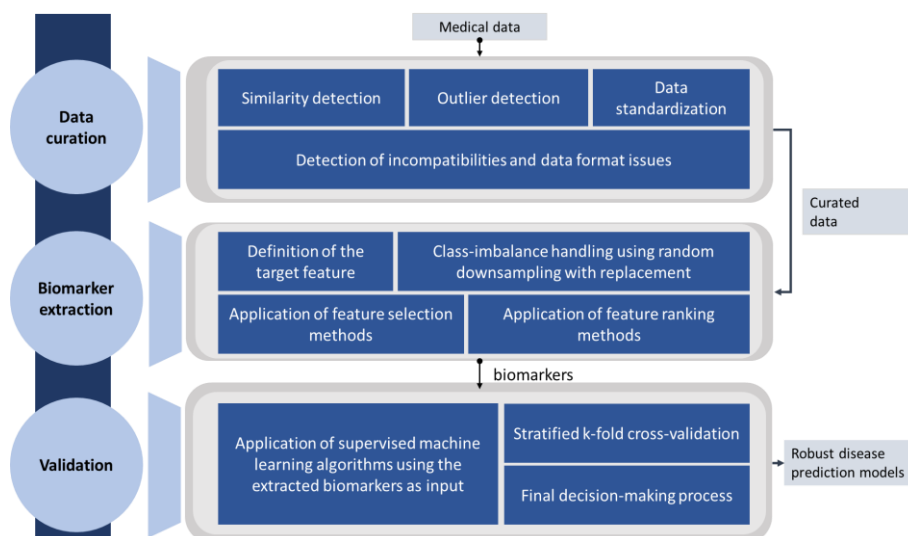 Medical data
Data
curation
Similarity detection
Outlier detection
Data
standardization
Detection of incompatibilities and data format issues
Curated
data
Biomarker
extraction
Definition of the
target feature
Class-imbalance handling using random
downsampling with replacement
Application of feature selection
methods
Application of feature ranking
methods
biomarkers
Validation
Application of supervised machine
learning algorithms using the
extracted biomarkers as input
Stratified k-fold cross-validation
Final decision-making process
Robust disease
prediction models